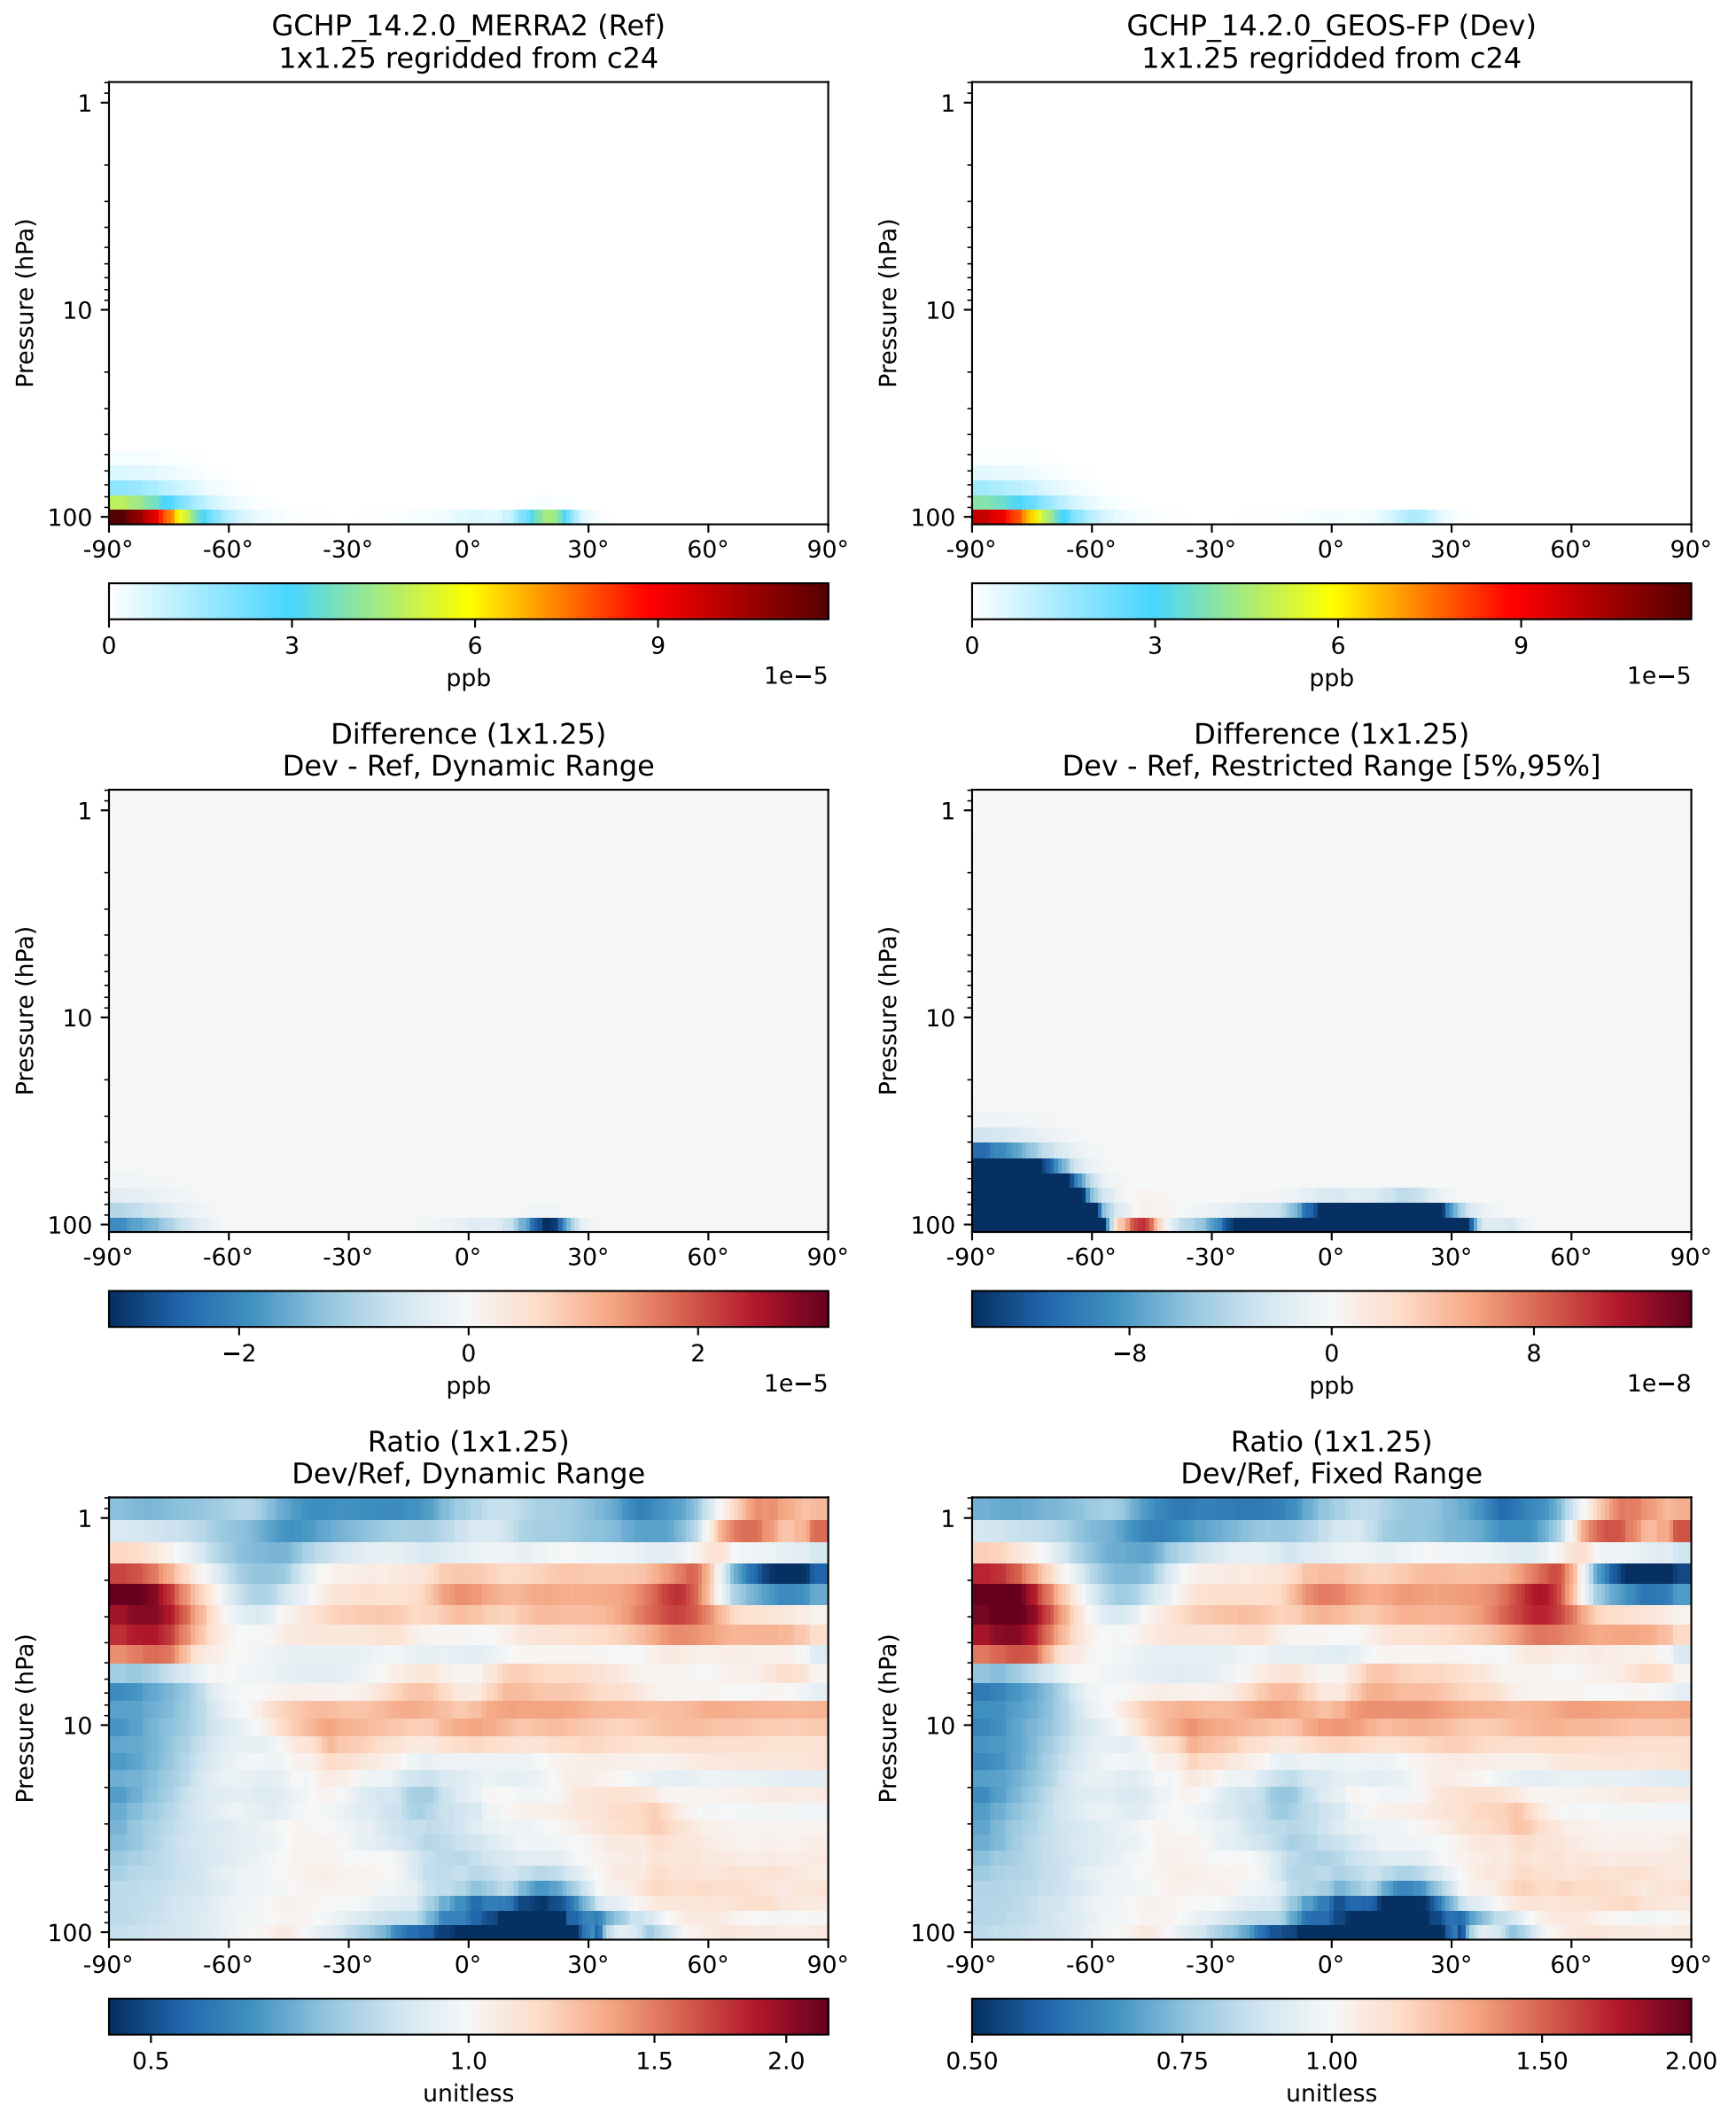 GCHP_14.2.0_MERRA2 (Ref)
1x1.25 regridded from c24
Pressure (hPa)
1
10
100
-90°
-60°
-30°
0°
30°
60°
90°
0
3
6
9
ppb
1e−5
GCHP_14.2.0_GEOS-FP (Dev)
1x1.25 regridded from c24
Pressure (hPa)
1
10
100
-90°
-60°
-30°
0°
30°
60°
90°
0
3
6
9
ppb
1e−5
Difference (1x1.25)
Dev - Ref, Dynamic Range
Pressure (hPa)
1
10
100
-90°
-60°
-30°
0°
30°
60°
90°
−2
0
2
ppb
1e−5
Difference (1x1.25)
Dev - Ref, Restricted Range [5%,95%]
Pressure (hPa)
1
10
100
-90°
-60°
-30°
0°
30°
60°
90°
−8
0
8
ppb
1e−8
Ratio (1x1.25)
Dev/Ref, Dynamic Range
Pressure (hPa)
1
10
100
-90°
-60°
-30°
0°
30°
60°
90°
0.5
1.0
1.5
2.0
unitless
Ratio (1x1.25)
Dev/Ref, Fixed Range
Pressure (hPa)
1
10
100
-90°
-60°
-30°
0°
30°
60°
90°
0.50
0.75
1.00
1.50
2.00
unitless